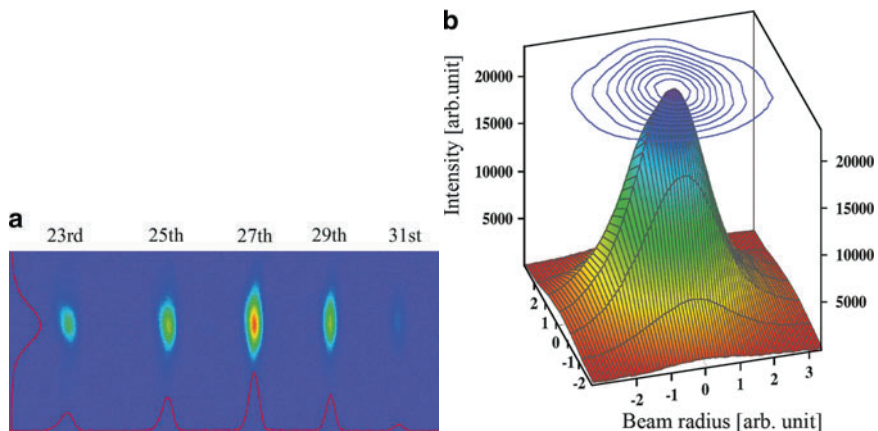 a
23rd 25th 27th 29th 31st
b
Intensity [arb.unit]
20000
15000
10000
5000
20000
15000
10000
5000
2
1
0
-1
-2
-2 -1 0 1 2 3
Beam radius [arb. unit]